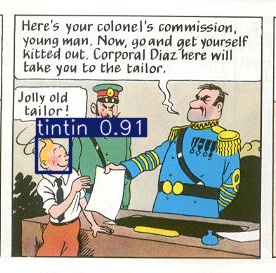 Here's your colonel's commission,
young man. Now, go and get yourself
kitted out. Corporal Diaz here will
take you to the tailor.
Jolly old
tailor!
tintin 0.91